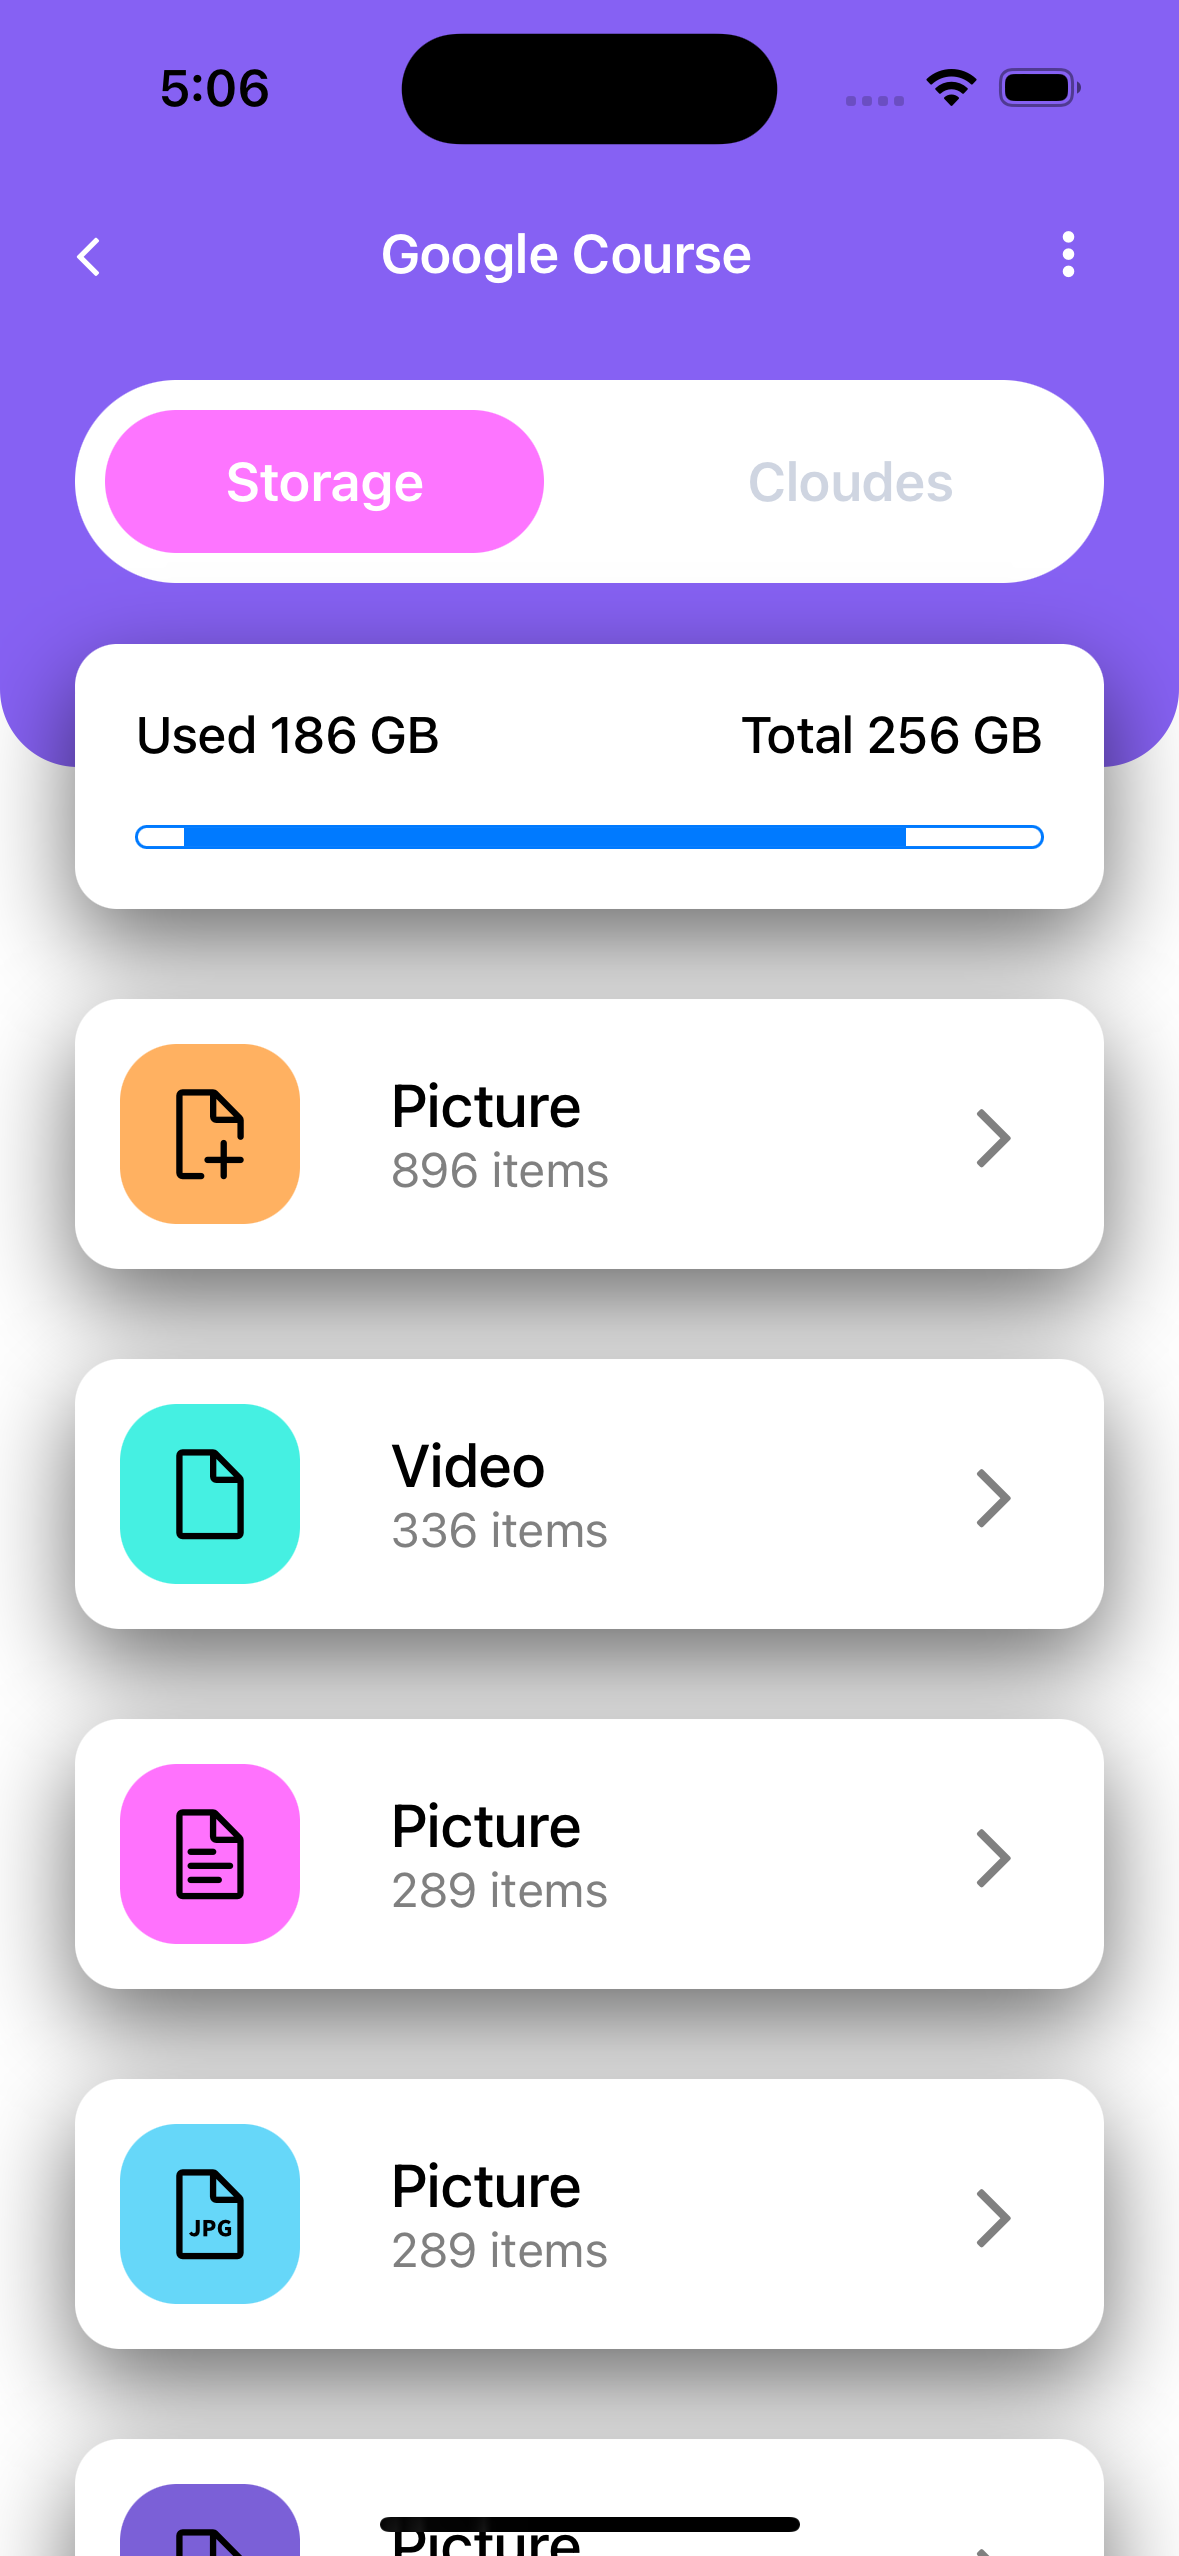 5:06
Google Course
Storage
Cloudes
Used 186 GB
Total 256 GB
Picture
896 items
Video
336 items
Picture
289 items
JPG
Picture
289 items
Picture